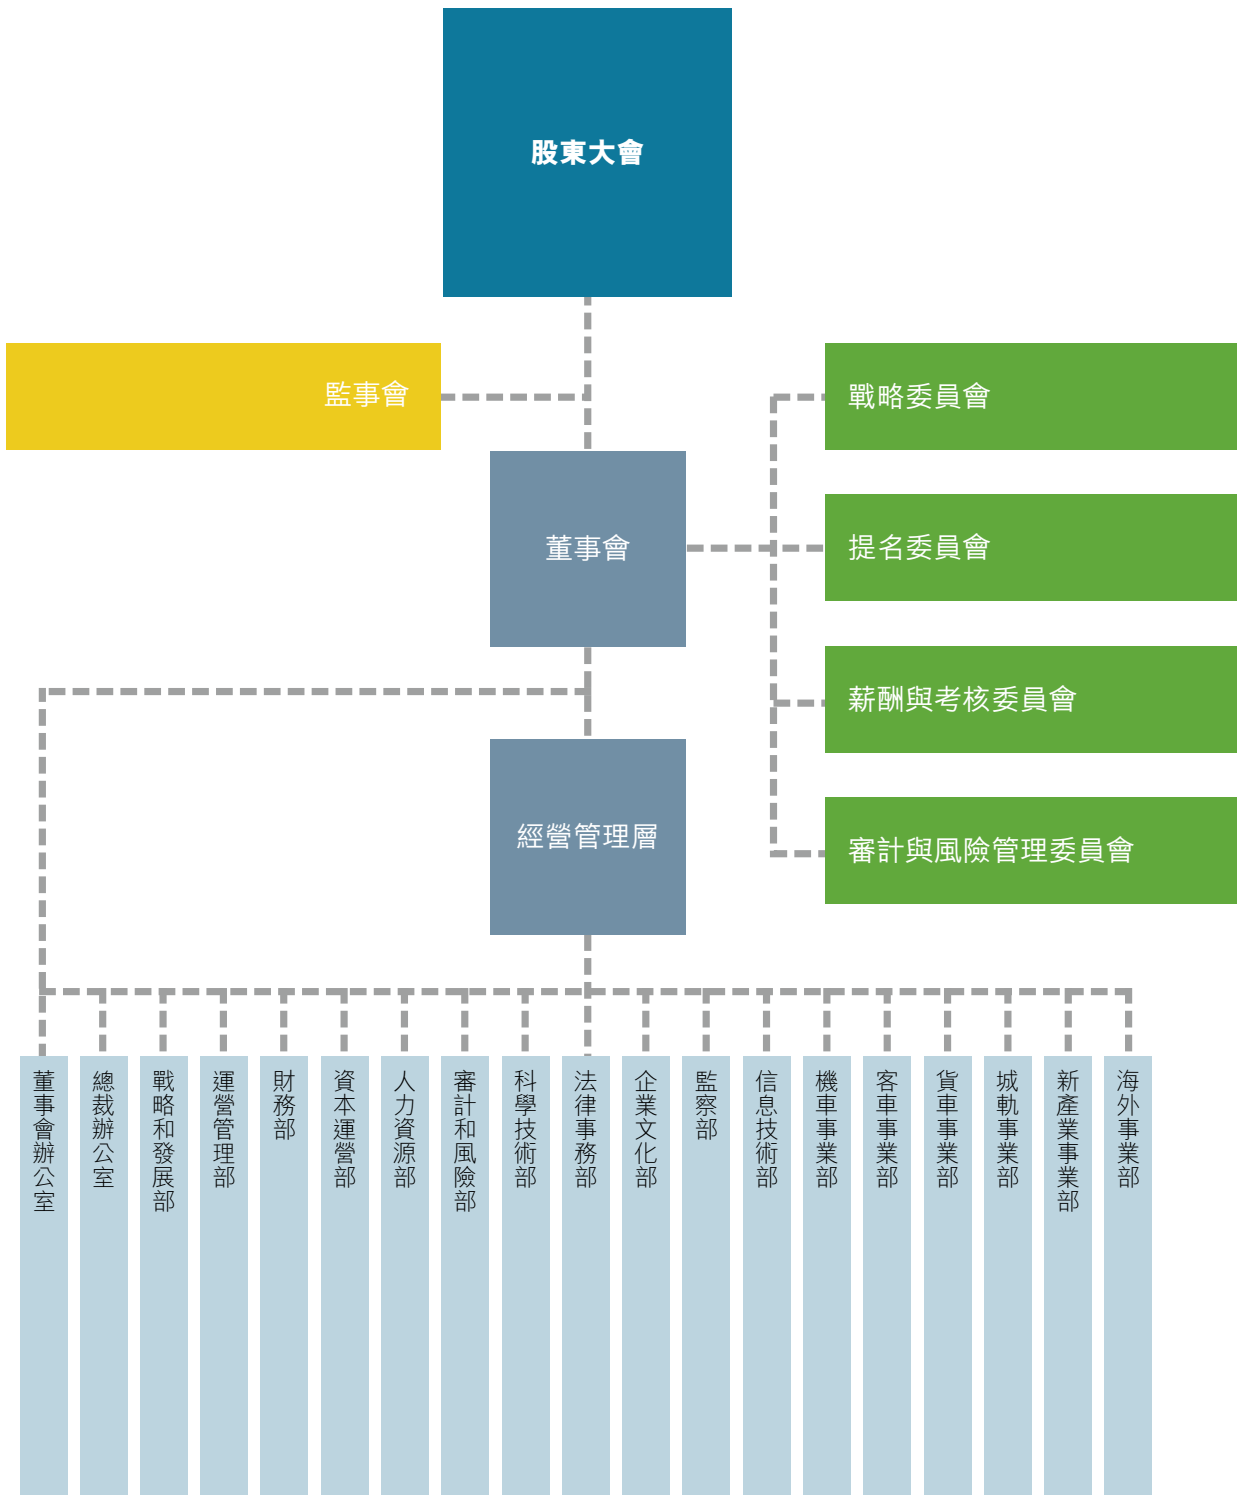 股東大會
監事會
戰略委員會
董事會
提名委員會
薪酬與考核委員會
經營管理層
審計與風險管理委員會
董事會辦公室
總裁辦公室
戰略和發展部
運營管理部
財務部
資本運營部
人力資源部
審計和風險部
科學技術部
法律事務部
企業文化部
監察部
信息技術部
機車事業部
客車事業部
貨車事業部
城軌事業部
新產業事業部
海外事業部